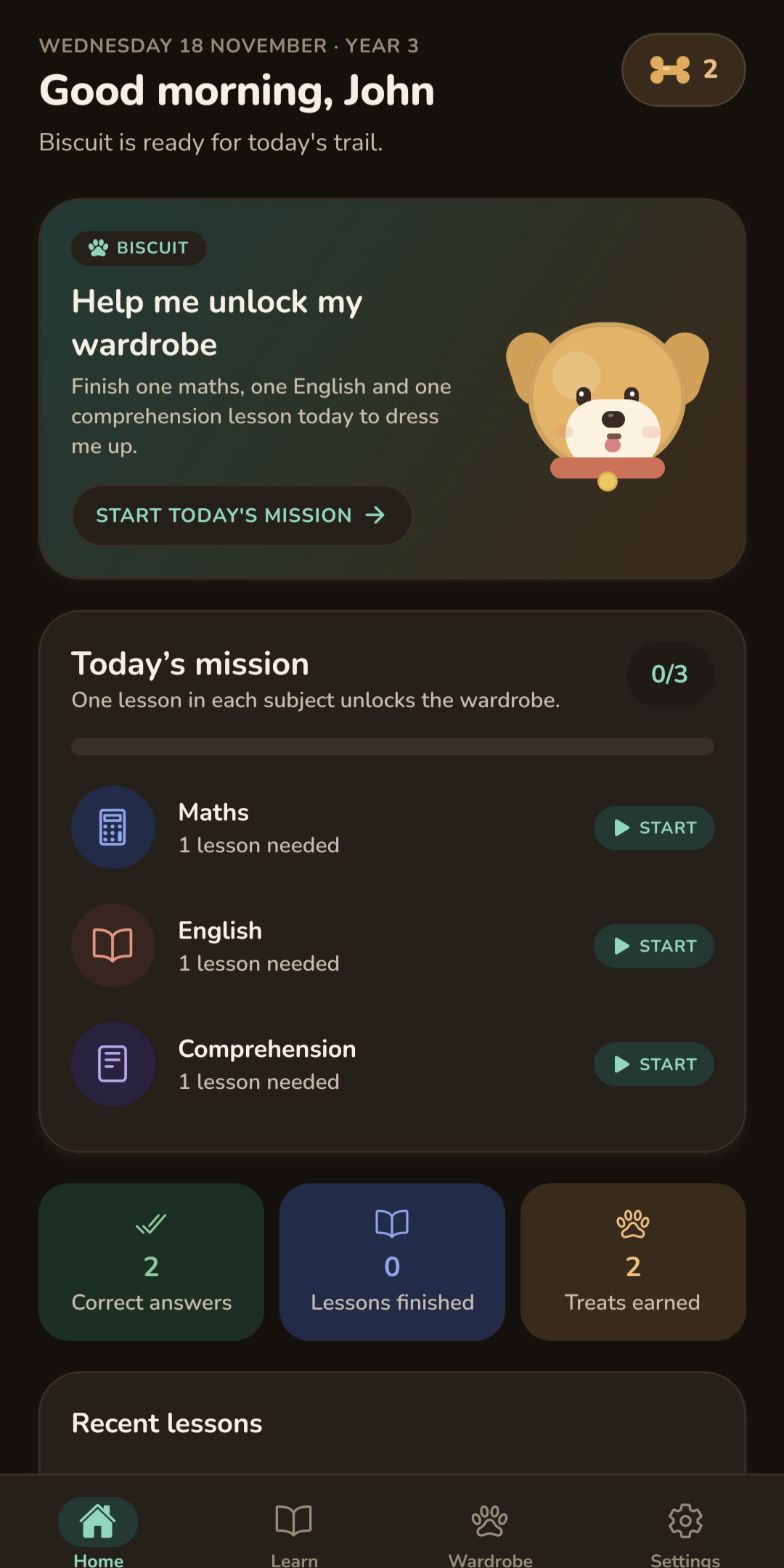 WEDNESDAY 18 NOVEMBER · YEAR 3
Good morning, John
2
Biscuit is ready for today's trail.
BISCUIT
Help me unlock my
wardrobe
Finish one maths, one English and one
comprehension lesson today to dress
me up.
START TODAY'S MISSION
Today’s mission
0/3
One lesson in each subject unlocks the wardrobe.
Maths
1 lesson needed
START
English
1 lesson needed
START
Comprehension
1 lesson needed
START
2
Correct answers
0
Lessons finished
2
Treats earned
Recent lessons
Home
Learn
Wardrobe
Settings